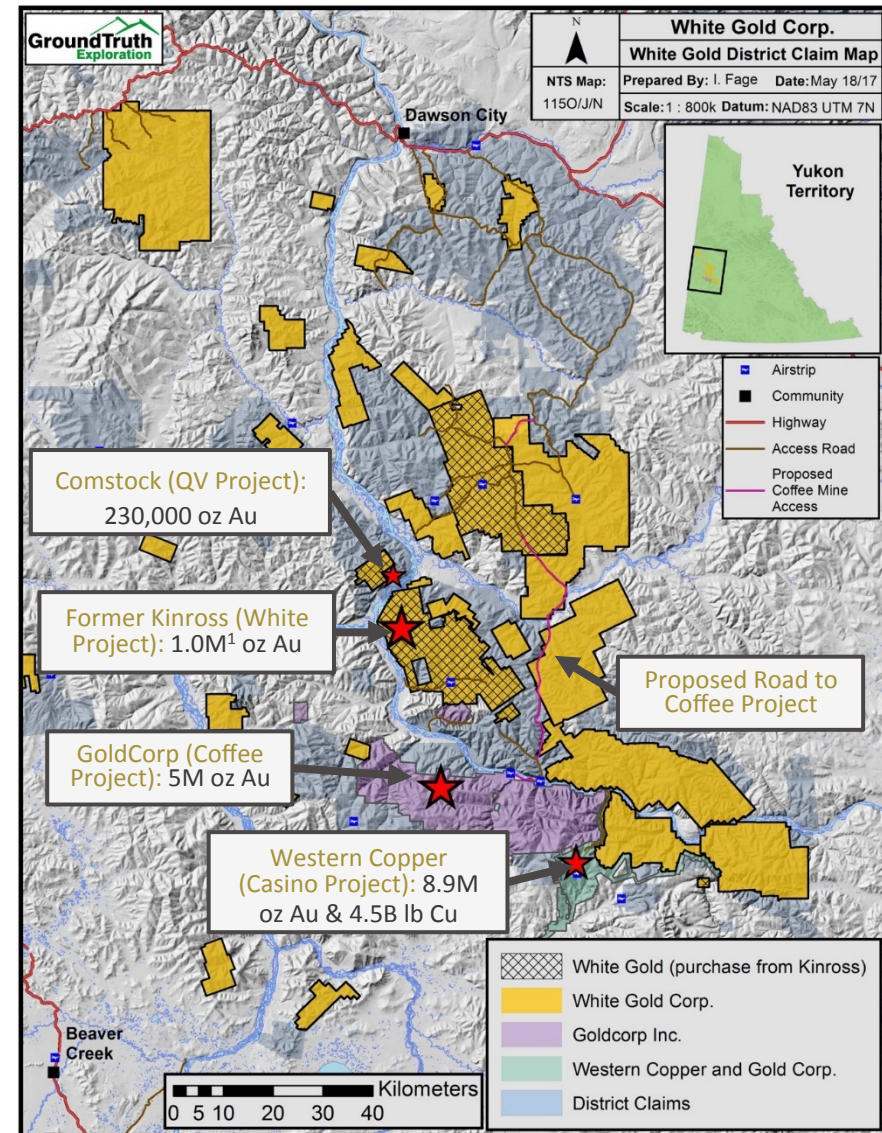 GroundTruth
Exploration
N
White Gold Corp.
White Gold District Claim Map
NTS Map:
115O/J/N
Prepared By: I. Fage Date:May 18/17
Scale:1 : 800k Datum: NAD83 UTM 7N
Dawson City
Yukon
Territory
Airstrip
Community
Highway
Access Road
Proposed
Coffee Mine
Access
Comstock (QV Project):
230,000 oz Au
Former Kinross (White
Project): 1.0M¹ oz Au
Proposed Road to
Coffee Project
GoldCorp (Coffee
Project): 5M oz Au
Western Copper
(Casino Project): 8.9M
oz Au & 4.5B lb Cu
White Gold (purchase from Kinross)
White Gold Corp.
Goldcorp Inc.
Western Copper and Gold Corp.
District Claims
Beaver
Creek
Kilometers
0 5 10 20 30 40